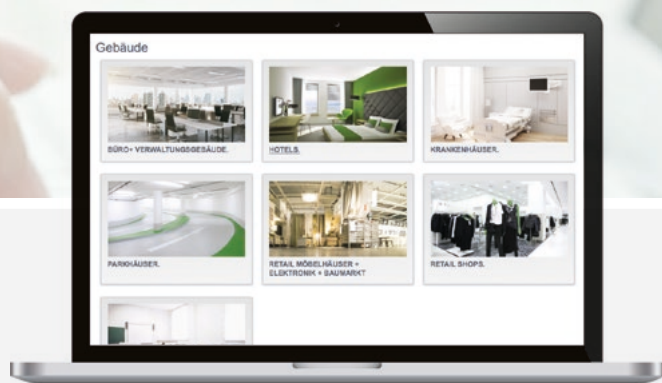 Gebäude
BÜRO+ VERWALTUNGSGEBÄUDE.
HOTELS.
KRANKENHÄUSER.
PARKHÄUSER.
RETAIL MÖBELHÄUSER +
ELEKTRONIK + BAUMARKT
RETAIL SHOPS.